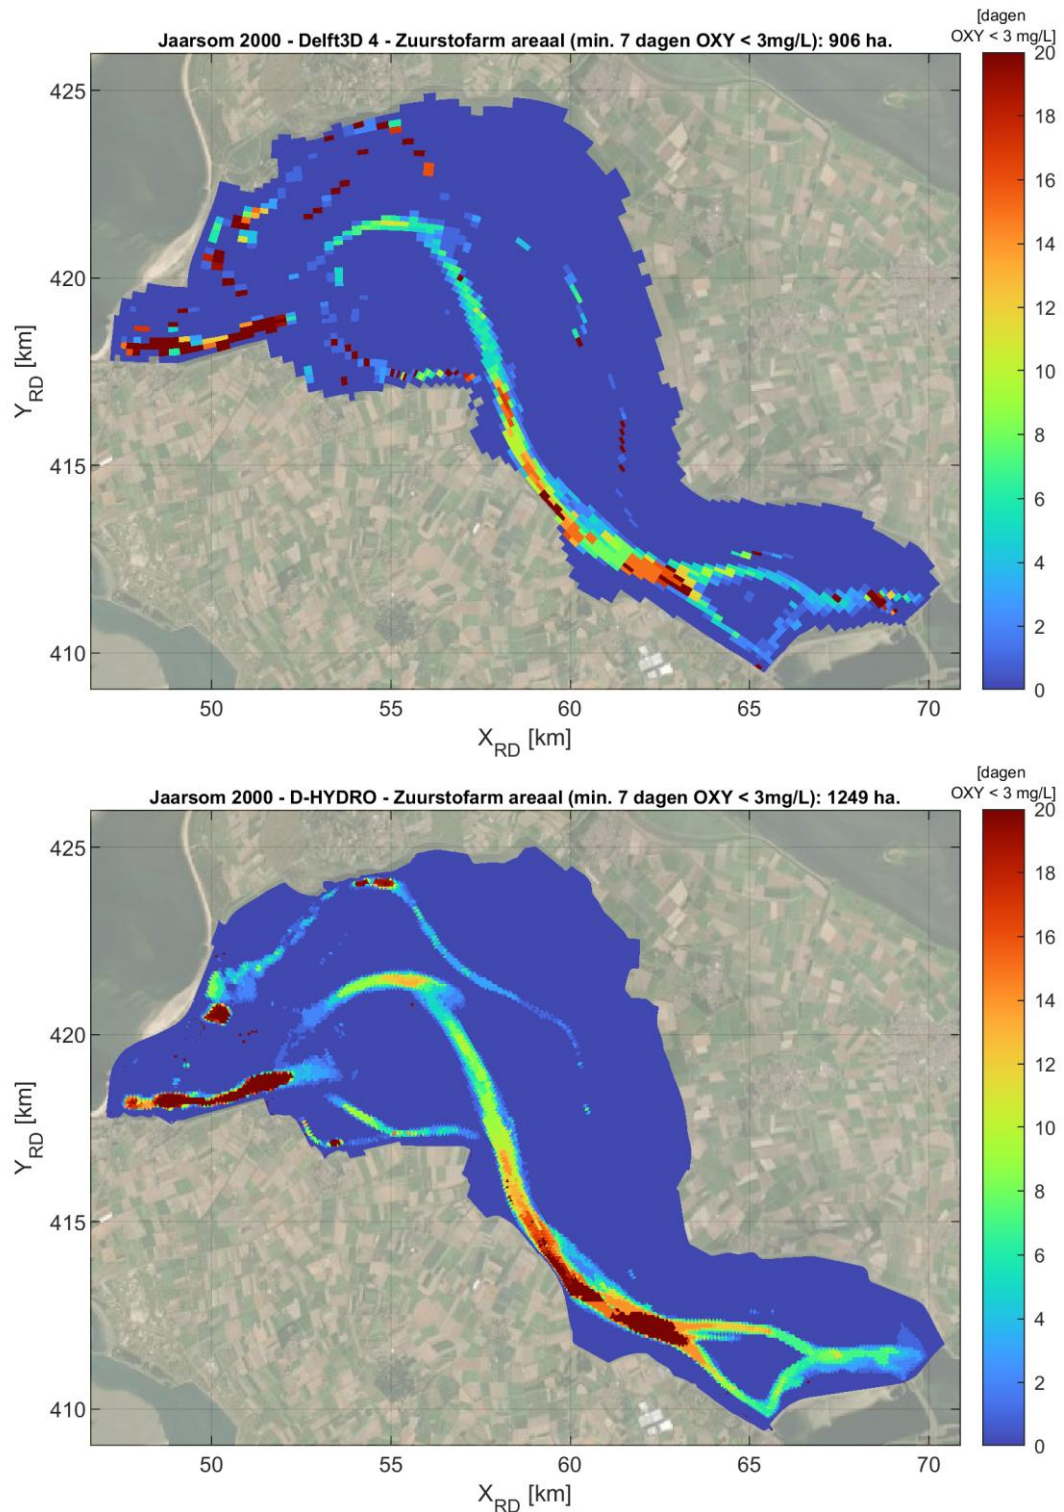 Jaarsom 2000 - Delft3D 4 - Zuurstofarm areaal (min. 7 dagen OXY < 3mg/L): 906 ha.
[dagen
OXY < 3 mg/L]
425
420
415
410
Y_RD [km]
50 55 60 65 70
X_RD [km]
20
18
16
14
12
10
8
6
4
2
0
Jaarsom 2000 - D-HYDRO - Zuurstofarm areaal (min. 7 dagen OXY < 3mg/L): 1249 ha.
[dagen
OXY < 3 mg/L]
425
420
415
410
Y_RD [km]
50 55 60 65 70
X_RD [km]
20
18
16
14
12
10
8
6
4
2
0